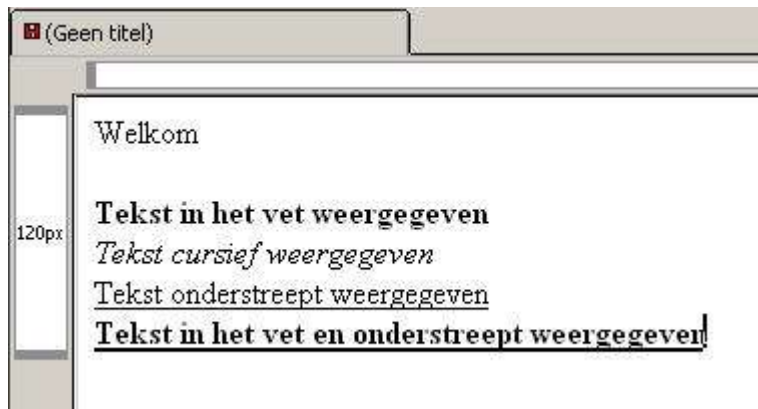 (Geen titel)
Welkom
Tekst in het vet weergegeven
120px
Tekst cursief weergegeven
Tekst onderstreept weergegeven
Tekst in het vet en onderstreept weergegeven